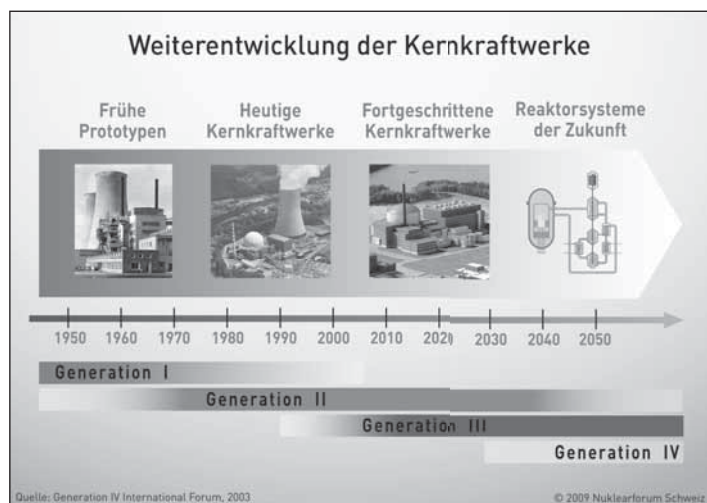 Weiterentwicklung der Kernkraftwerke
Frühe
Prototypen
Heutige
Kernkraftwerke
Fortgeschrittene
Kernkraftwerke
Reaktorsysteme
der Zukunft
1950 1960 1970 1980 1990 2000 2010 2020 2030 2040 2050
Generation I
Generation II
Generation III
Generation IV
Quelle: Generation IV International Forum, 2003
© 2009 Nuklearforum Schweiz